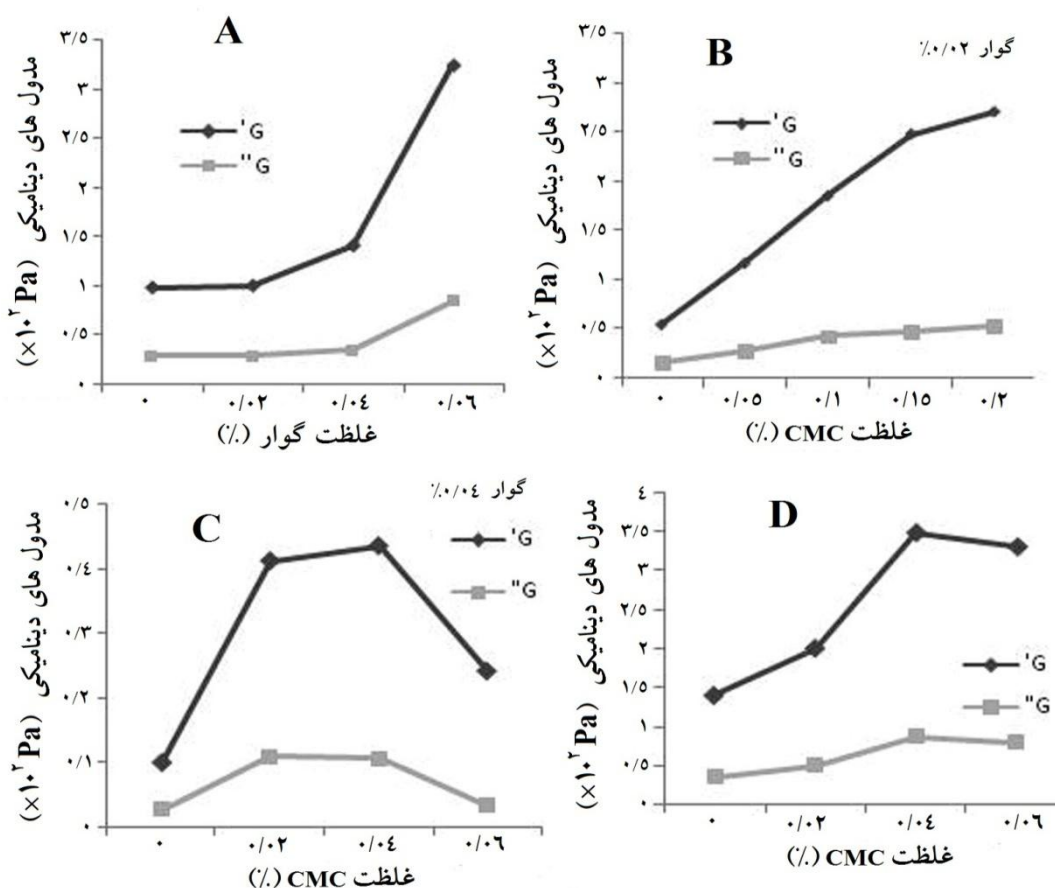 A
مدول های دینامیکی (×۱۰^۲ Pa)
۳/۵
۳
۲/۵
۲
۱/۵
۱
۰/۵
۰
'G
"G
۰ ۰/۰۲ ۰/۰۴ ۰/۰۶
غلظت گوار (٪)
B
گوار ۰/۰۲٪
مدول های دینامیکی (×۱۰^۲ Pa)
۳/۵
۳
۲/۵
۲
۱/۵
۱
۰/۵
۰
'G
"G
۰ ۰/۰۵ ۰/۱ ۰/۱۵ ۰/۲
غلظت CMC (٪)
C
گوار ۰/۰٤٪
مدول های دینامیکی (×۱۰^۲ Pa)
۰/۵
۰/٤
۰/۳
۰/۲
۰/۱
۰
'G
"G
۰ ۰/۰۲ ۰/۰٤ ۰/۰۶
غلظت CMC (٪)
D
مدول های دینامیکی (×۱۰^۲ Pa)
٤
۳/۵
۳
۲/۵
۲
۱/۵
۱
۰/۵
۰
'G
"G
۰ ۰/۰۲ ۰/۰٤ ۰/۰۶
غلظت CMC (٪)